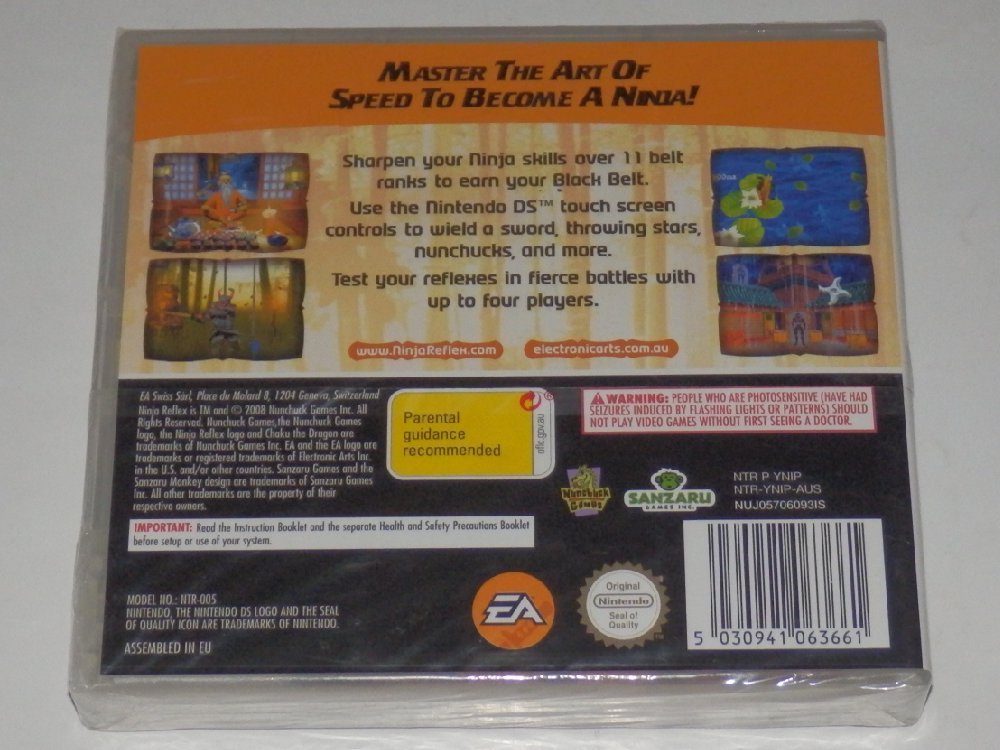 MASTER THE ART OF
SPEED TO BECOME A NINJA!
Sharpen your Ninja skills over 11 belt
ranks to earn your Black Belt.
Use the Nintendo DS™ touch screen
controls to wield a sword, throwing stars,
nunchucks, and more.
Test your reflexes in fierce battles with
up to four players.
www.NinjaReflex.com
electronicarts.com.au
EA Swiss Sàrl, Place du Molard 8, 1204 Geneva, Switzerland
Ninja Reflex is TM and © 2008 Nunchuck Games Inc. All
Rights Reserved. Nunchuck Games, the Nunchuck Games
logo, the Ninja Reflex logo and Chaku the Dragon are
trademarks of Nunchuck Games Inc. EA and the EA logo are
trademarks or registered trademarks of Electronic Arts Inc.
in the U.S. and/or other countries. Sanzaru Games and the
Sanzaru Monkey design are trademarks of Sanzaru Games
Inc. All other trademarks are the property of their
respective owners.
Parental
guidance
recommended
oflc.gov.au
WARNING: PEOPLE WHO ARE PHOTOSENSITIVE (HAVE HAD
SEIZURES INDUCED BY FLASHING LIGHTS OR PATTERNS) SHOULD
NOT PLAY VIDEO GAMES WITHOUT FIRST SEEING A DOCTOR.
Nunchuck
Games
SANZARU
GAMES INC.
NTR P YNIP
NTR-YNIP-AUS
NUJ05706093IS
IMPORTANT: Read the Instruction Booklet and the seperate Health and Safety Precautions Booklet
before setup or use of your system.
MODEL NO.: NTR-005
NINTENDO, THE NINTENDO DS LOGO AND THE SEAL
OF QUALITY ICON ARE TRADEMARKS OF NINTENDO.
ASSEMBLED IN EU
EA
Original
Nintendo
Seal of
Quality
5 030941 063661